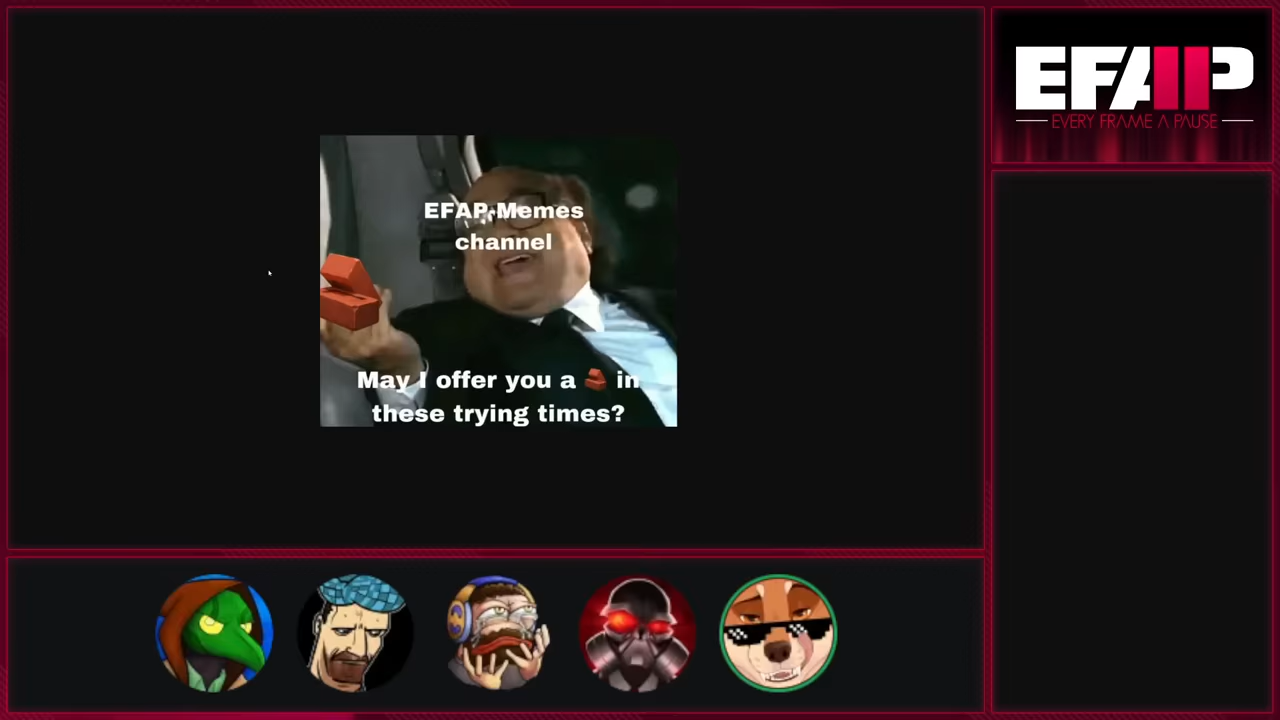 EFAP-Memes
channel
May I offer you a 🧱 in
these trying times?
EFAP
EVERY FRAME A PAUSE